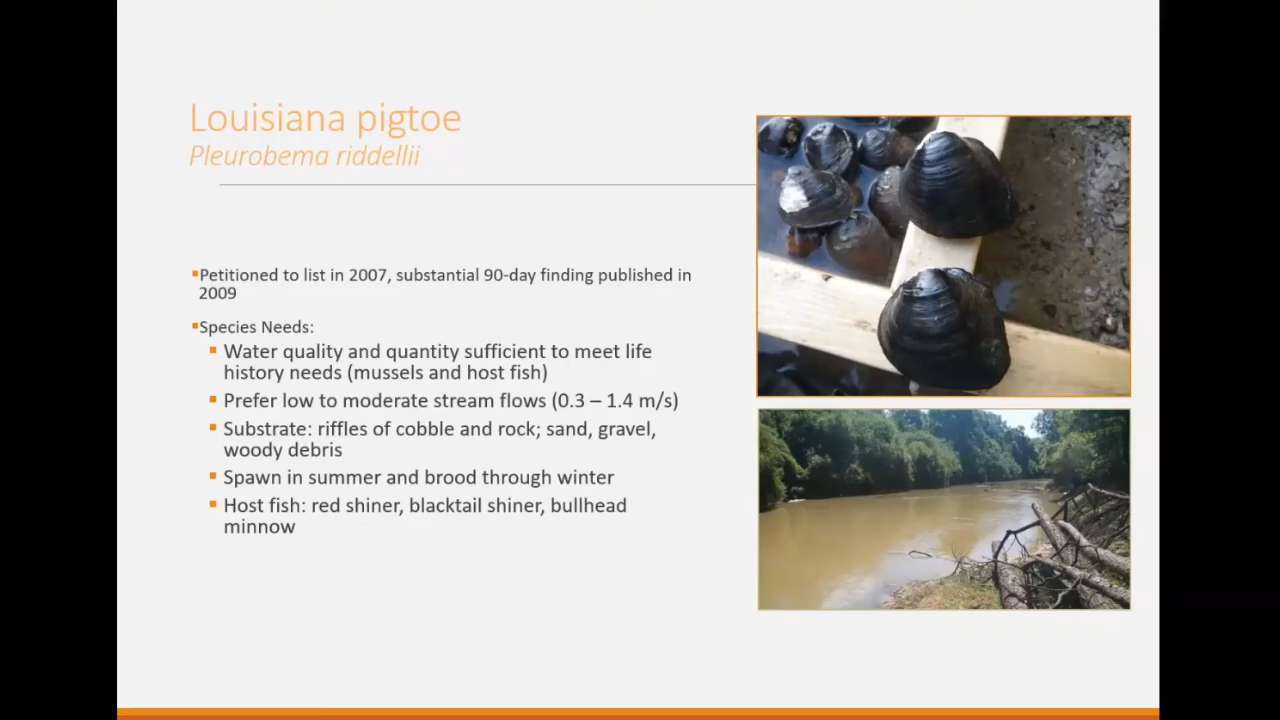 Louisiana pigtoe
Pleurobema riddellii
▪Petitioned to list in 2007, substantial 90-day finding published in
2009
▪Species Needs:
▪ Water quality and quantity sufficient to meet life
history needs (mussels and host fish)
▪ Prefer low to moderate stream flows (0.3 – 1.4 m/s)
▪ Substrate: riffles of cobble and rock; sand, gravel,
woody debris
▪ Spawn in summer and brood through winter
▪ Host fish: red shiner, blacktail shiner, bullhead
minnow